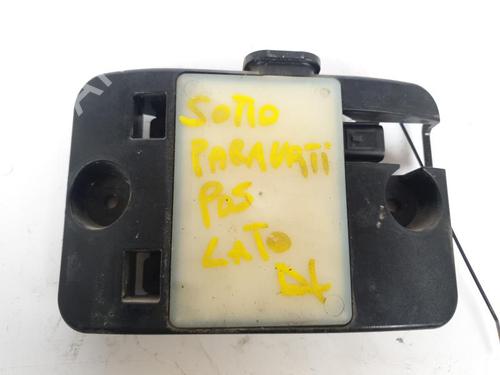 SOTTO
PARAURTI
POS
LATO
DX